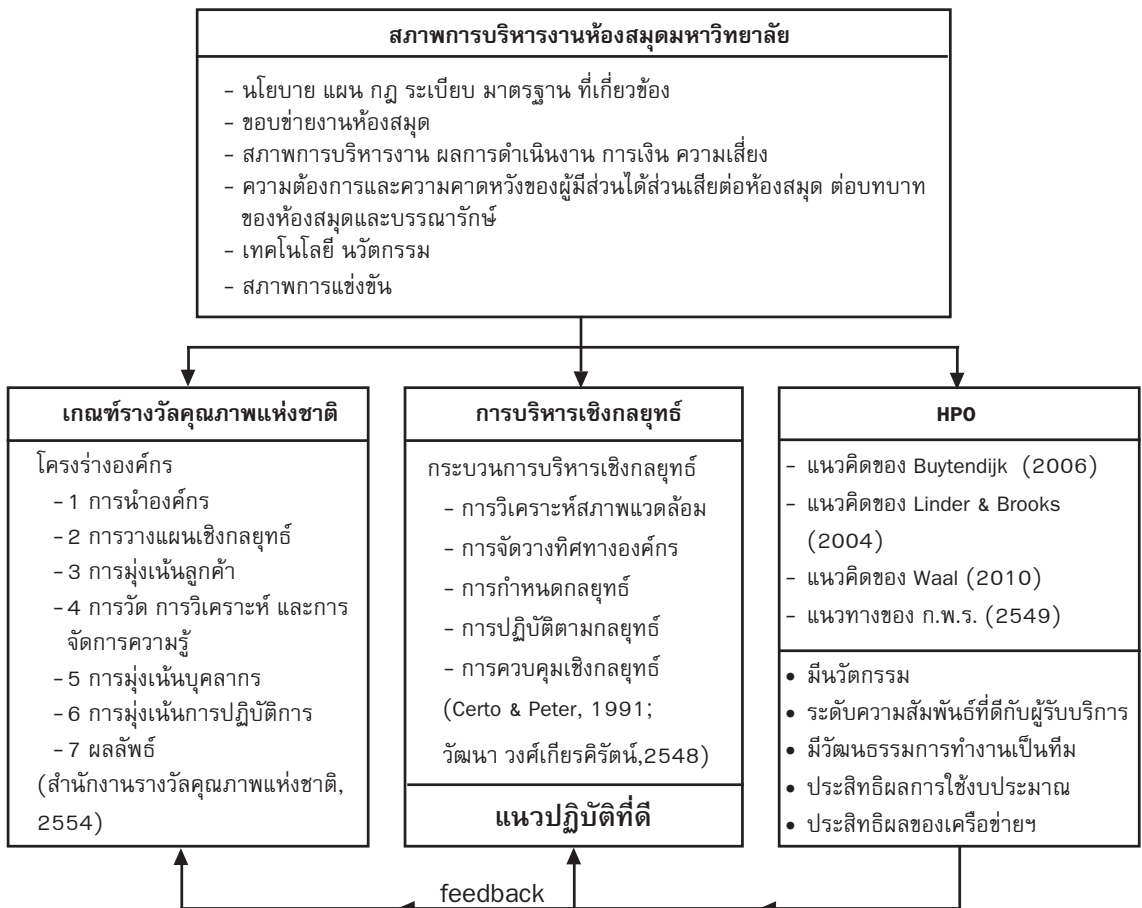 สภาพการบริหารงานห้องสมุดมหาวิทยาลัย
- นโยบาย แผน กฎ ระเบียบ มาตรฐาน ที่เกี่ยวข้อง
- ขอบข่ายงานห้องสมุด
- สภาพการบริหารงาน ผลการดำเนินงาน การเงิน ความเสี่ยง
- ความต้องการและความคาดหวังของผู้มีส่วนได้ส่วนเสียต่อห้องสมุด ต่อบทบาท
ของห้องสมุดและบรรณารักษ์
- เทคโนโลยี นวัตกรรม
- สภาพการแข่งขัน
เกณฑ์รางวัลคุณภาพแห่งชาติ
โครงร่างองค์กร
- 1 การนำองค์กร
- 2 การวางแผนเชิงกลยุทธ์
- 3 การมุ่งเน้นลูกค้า
- 4 การวัด การวิเคราะห์ และการ
จัดการความรู้
- 5 การมุ่งเน้นบุคลากร
- 6 การมุ่งเน้นการปฏิบัติการ
- 7 ผลลัพธ์
(สำนักงานรางวัลคุณภาพแห่งชาติ,
2554)
การบริหารเชิงกลยุทธ์
กระบวนการบริหารเชิงกลยุทธ์
- การวิเคราะห์สภาพแวดล้อม
- การจัดวางทิศทางองค์กร
- การกำหนดกลยุทธ์
- การปฏิบัติตามกลยุทธ์
- การควบคุมเชิงกลยุทธ์
(Certo & Peter, 1991;
วัฒนา วงศ์เกียรคิรัตน์,2548)
แนวปฏิบัติที่ดี
HPO
- แนวคิดของ Buytendijk (2006)
- แนวคิดของ Linder & Brooks
(2004)
- แนวคิดของ Waal (2010)
- แนวทางของ ก.พ.ร. (2549)
• มีนวัตกรรม
• ระดับความสัมพันธ์ที่ดีกับผู้รับบริการ
• มีวัฒนธรรมการทำงานเป็นทีม
• ประสิทธิผลการใช้งบประมาณ
• ประสิทธิผลของเครือข่ายฯ
feedback